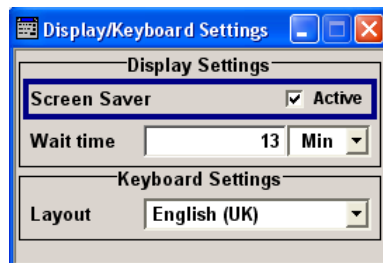 Display/Keyboard Settings
Display Settings
Screen Saver Active
Wait time 13 Min
Keyboard Settings
Layout English (UK)